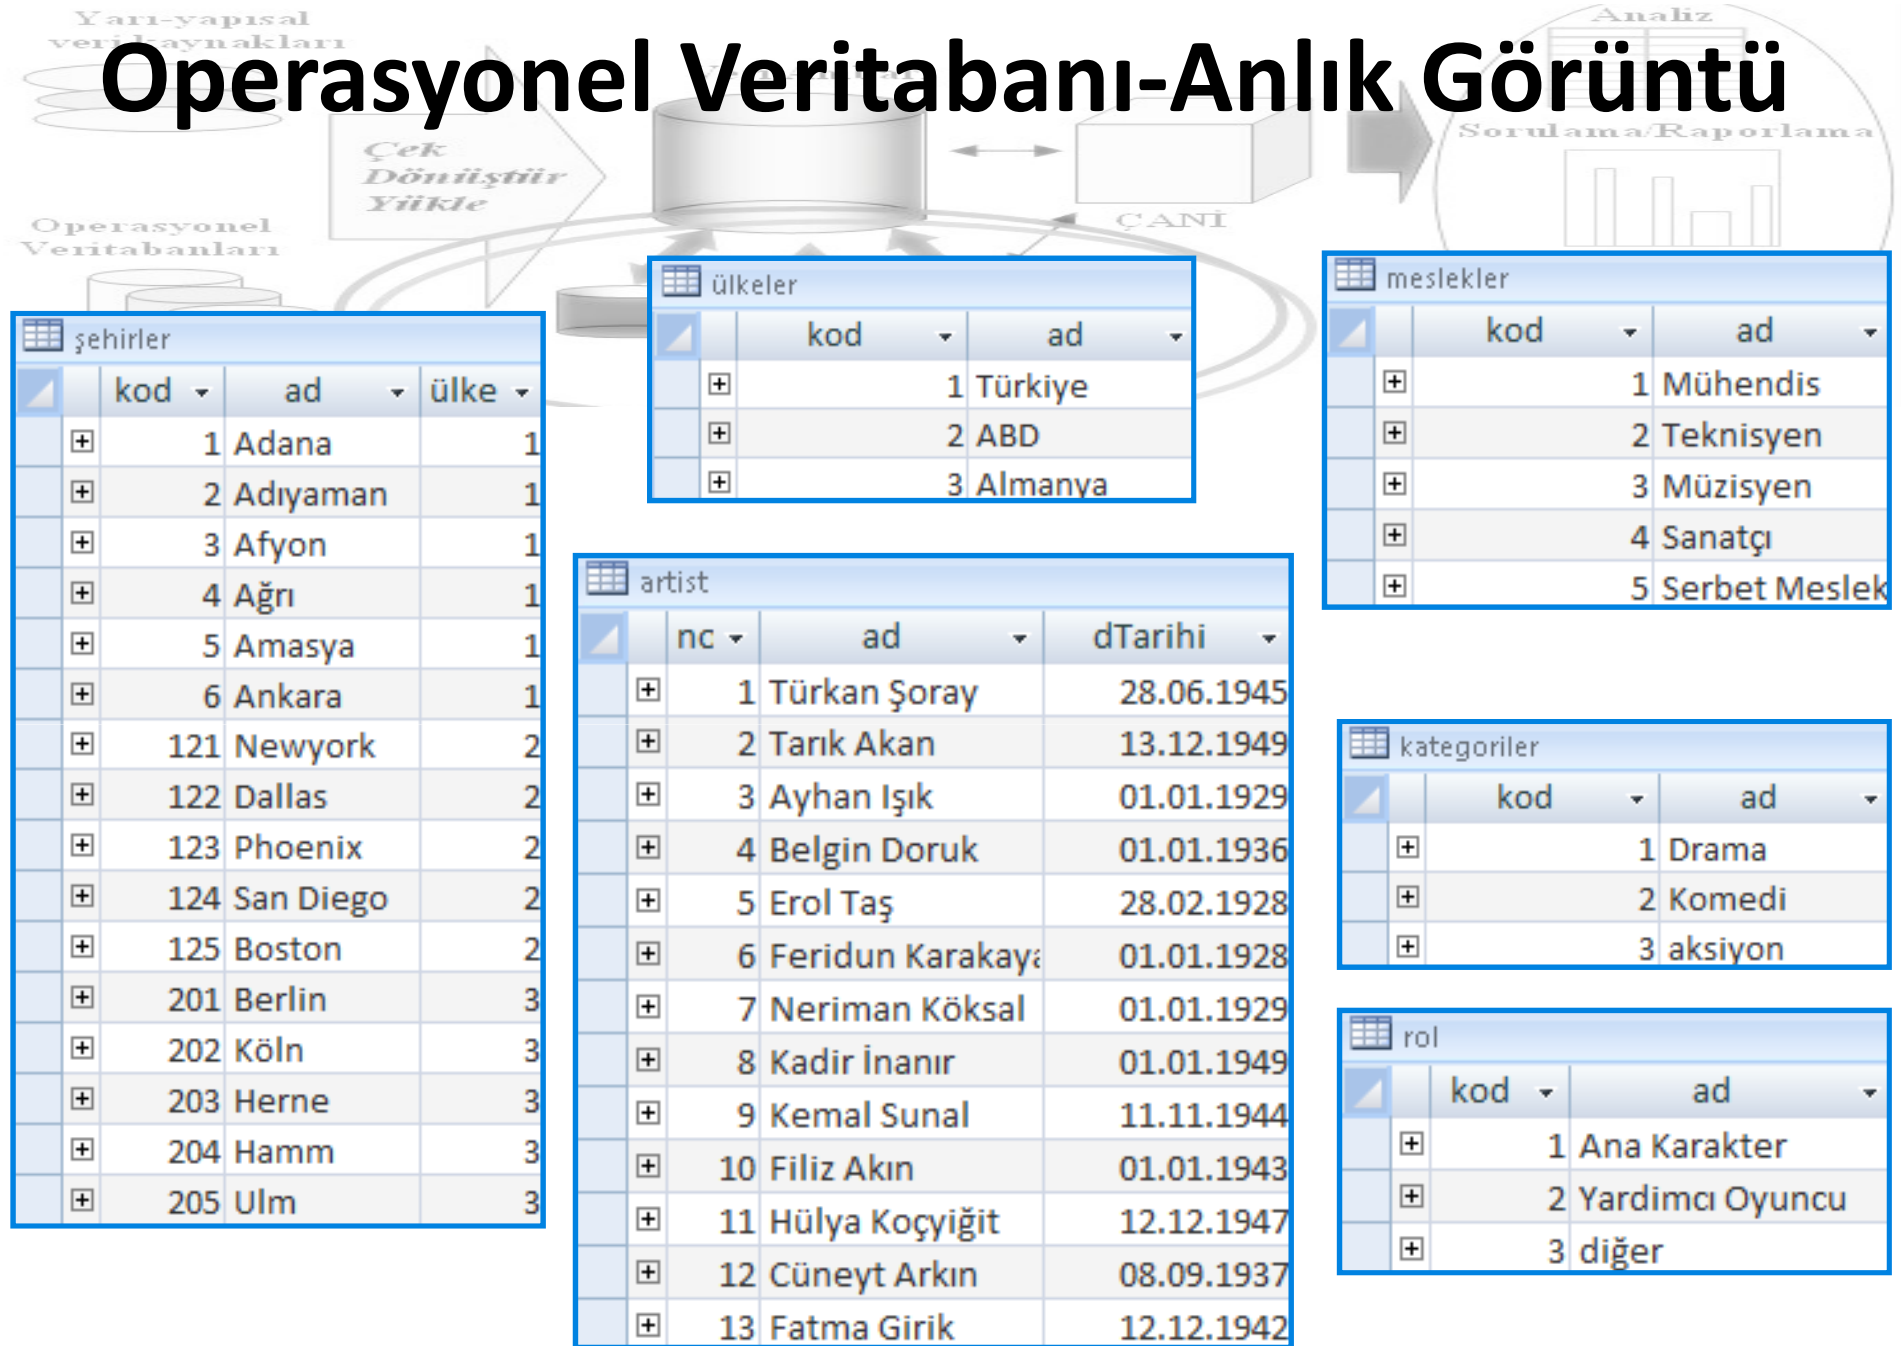 Yarı-yapısal
veri kaynakları
Analiz
Operasyonel Veritabanı-Anlık Görüntü
Sorulama/Raporlama
Çek
Dönüştür
Yükle
ÇANİ
Operasyonel
Veritabanları
şehirler
kod ad ülke
1 Adana 1
2 Adıyaman 1
3 Afyon 1
4 Ağrı 1
5 Amasya 1
6 Ankara 1
121 Newyork 2
122 Dallas 2
123 Phoenix 2
124 San Diego 2
125 Boston 2
201 Berlin 3
202 Köln 3
203 Herne 3
204 Hamm 3
205 Ulm 3
ülkeler
kod ad
1 Türkiye
2 ABD
3 Almanya
artist
nc ad dTarihi
1 Türkan Şoray 28.06.1945
2 Tarık Akan 13.12.1949
3 Ayhan Işık 01.01.1929
4 Belgin Doruk 01.01.1936
5 Erol Taş 28.02.1928
6 Feridun Karakaya 01.01.1928
7 Neriman Köksal 01.01.1929
8 Kadir İnanır 01.01.1949
9 Kemal Sunal 11.11.1944
10 Filiz Akın 01.01.1943
11 Hülya Koçyiğit 12.12.1947
12 Cüneyt Arkın 08.09.1937
13 Fatma Girik 12.12.1942
meslekler
kod ad
1 Mühendis
2 Teknisyen
3 Müzisyen
4 Sanatçı
5 Serbet Meslek
kategoriler
kod ad
1 Drama
2 Komedi
3 aksiyon
rol
kod ad
1 Ana Karakter
2 Yardimcı Oyuncu
3 diğer